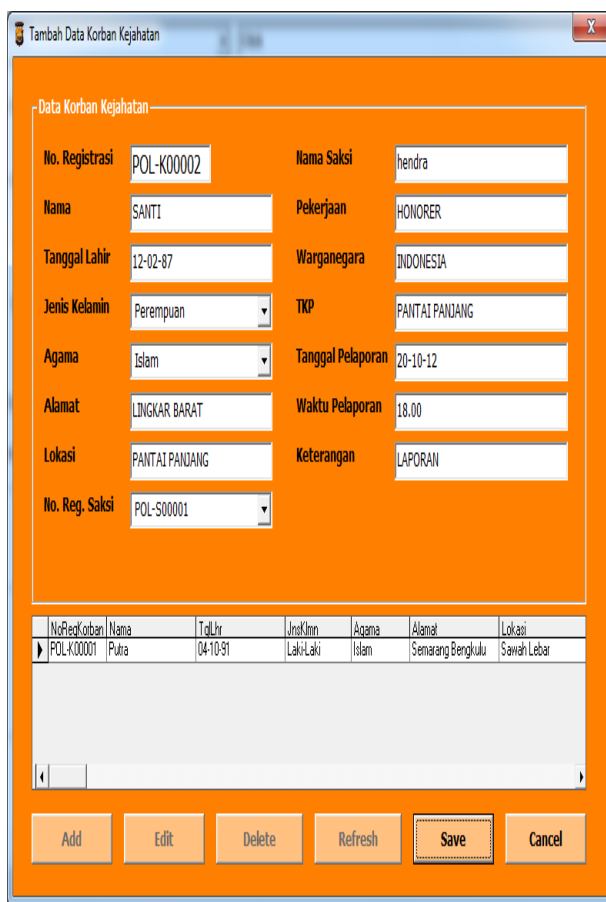 Tambah Data Korban Kejahatan
X
Data Korban Kejahatan
No. Registrasi POL-K00002 Nama Saksi hendra
Nama SANTI Pekerjaan HONORER
Tanggal Lahir 12-02-87 Warganegara INDONESIA
Jenis Kelamin Perempuan TKP PANTAI PANJANG
Agama Islam Tanggal Pelaporan 20-10-12
Alamat LINGKAR BARAT Waktu Pelaporan 18.00
Lokasi PANTAI PANJANG Keterangan LAPORAN
No. Reg. Saksi POL-S00001
NoRegKorban Nama TglLhr JnsKlmn Agama Alamat Lokasi
POL-K00001 Putra 04-10-91 Laki-Laki Islam Semarang Bengkulu Sawah Lebar
Add Edit Delete Refresh Save Cancel